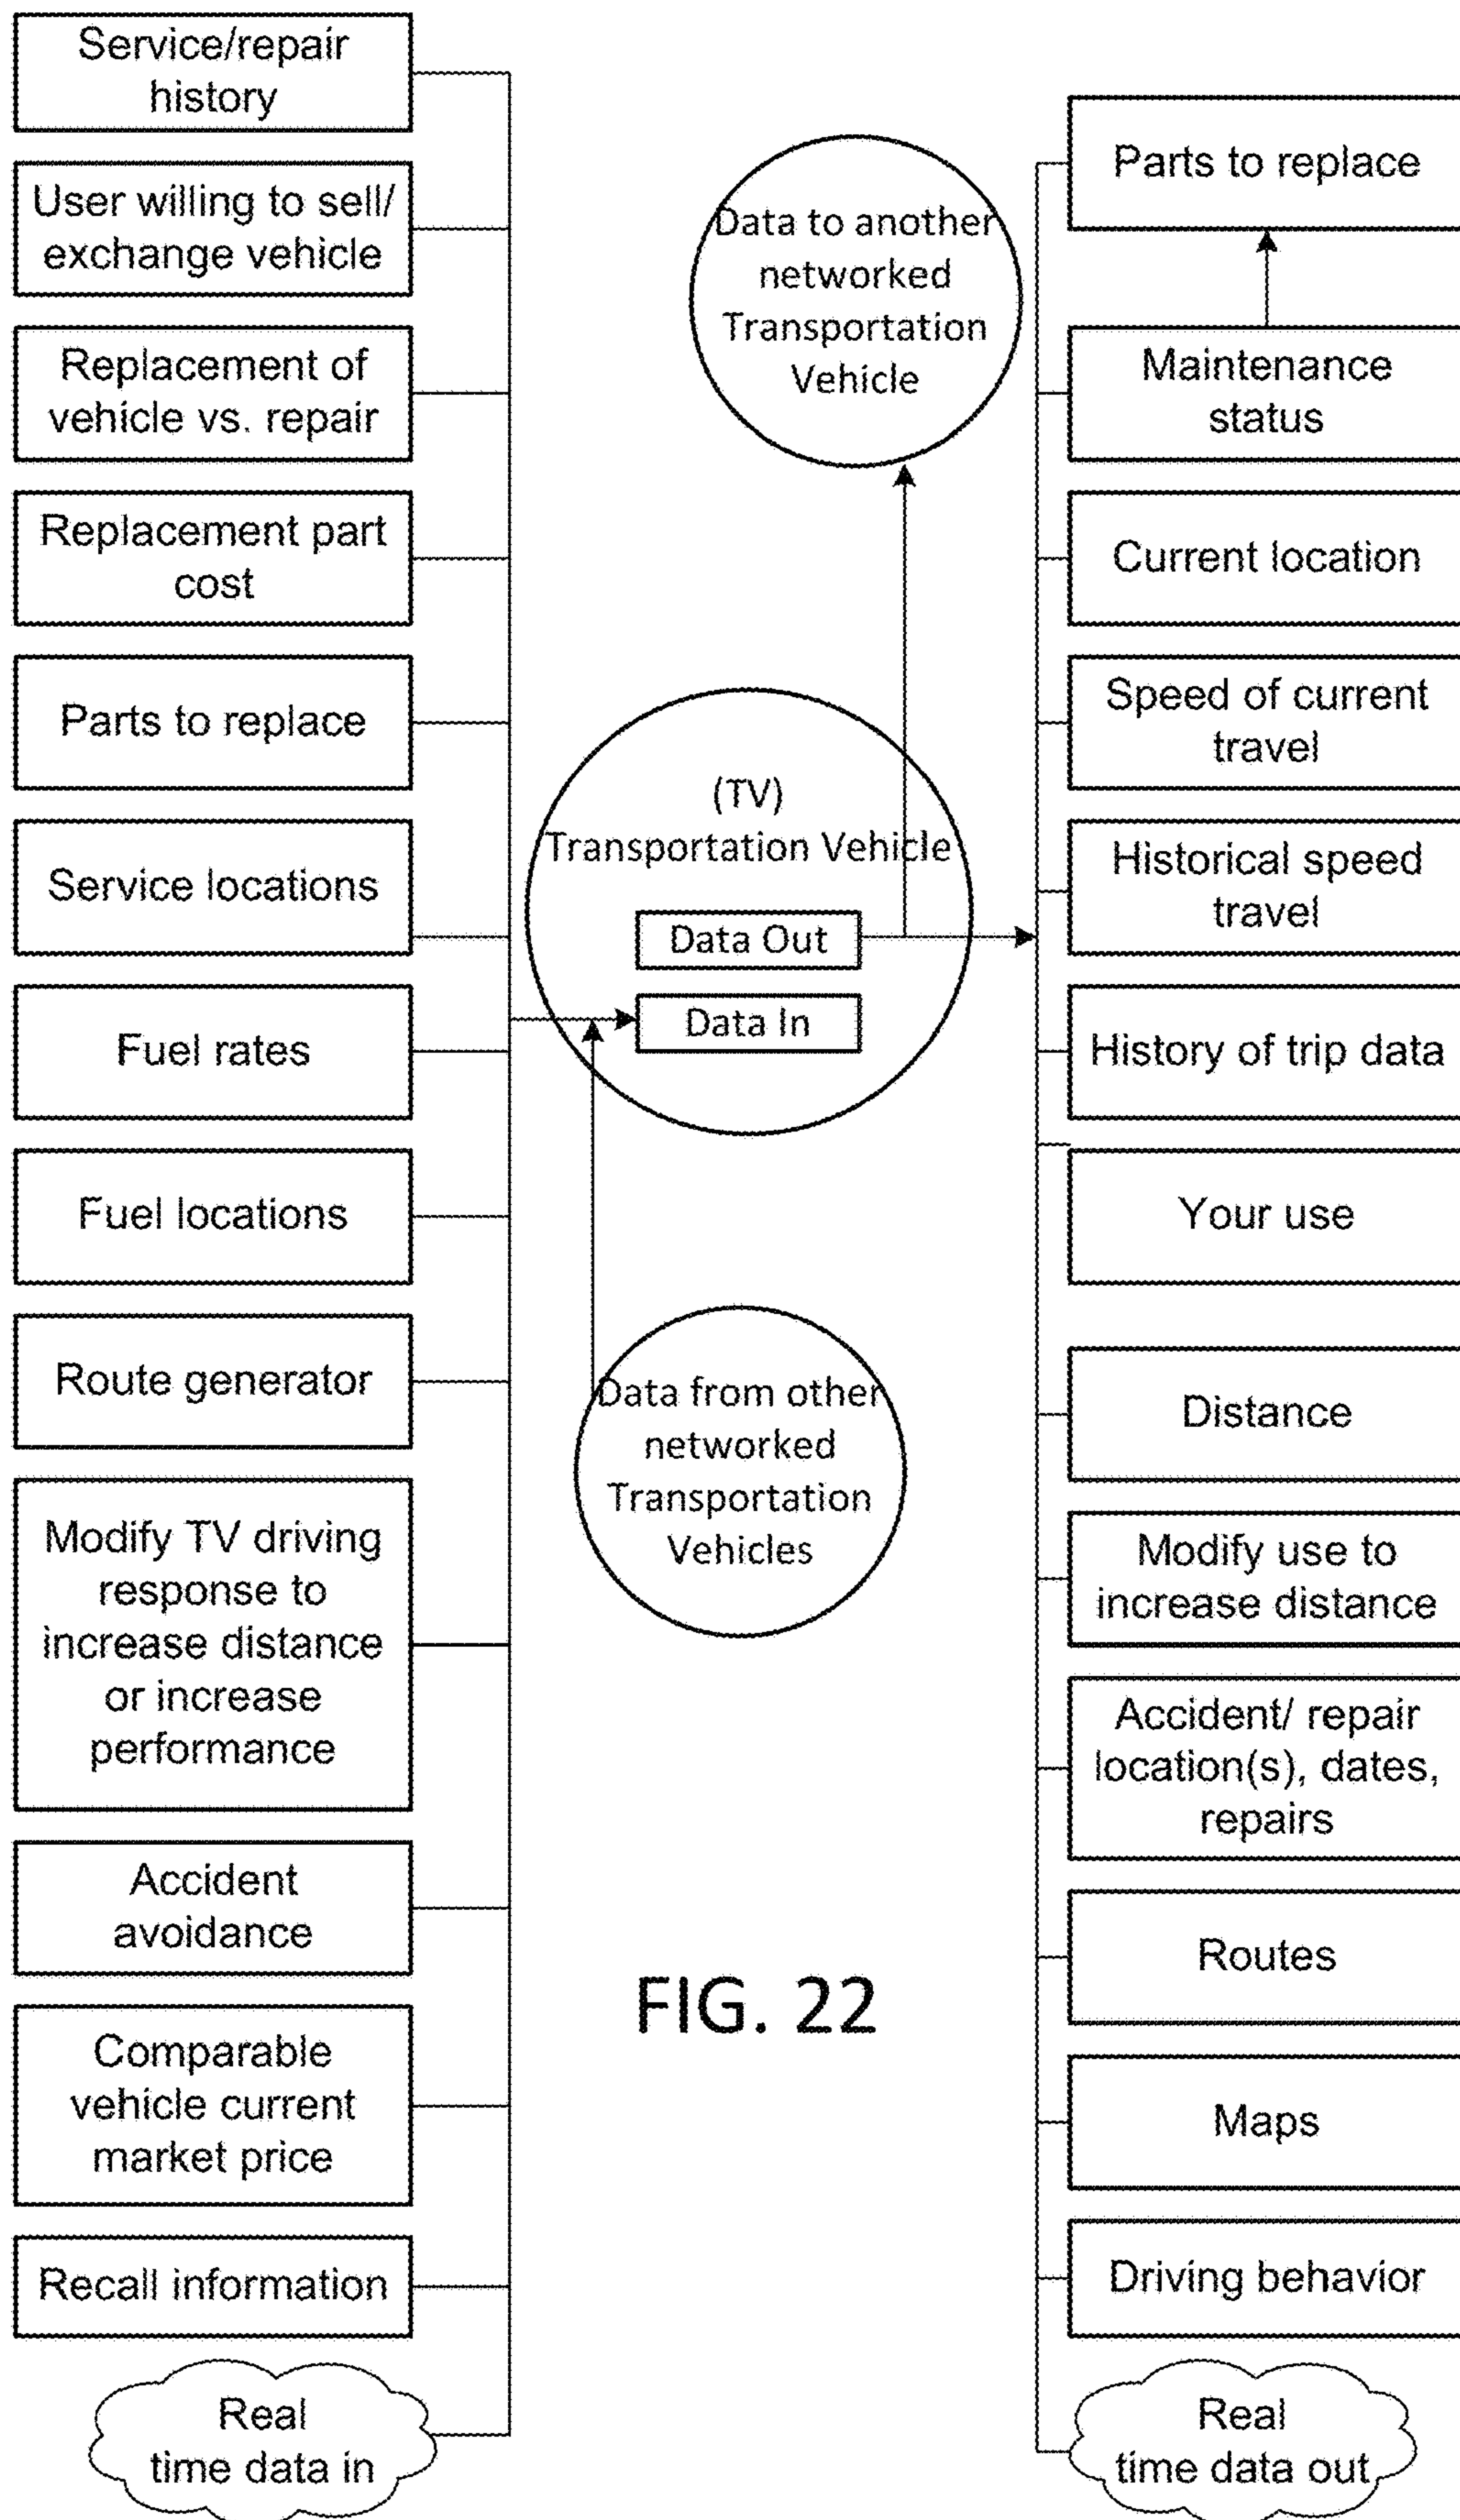 Service/repair
history
User willing to sell/
exchange vehicle
Replacement of
vehicle vs. repair
Replacement part
cost
Parts to replace
Service locations
Fuel rates
Fuel locations
Route generator
Modify TV driving
response to
increase distance
or increase
performance
Accident
avoidance
Comparable
vehicle current
market price
Recall information
Real
time data in
Data to another
networked
Transportation
Vehicle
(TV)
Transportation Vehicle
Data Out
Data In
Data from other
networked
Transportation
Vehicles
FIG. 22
Parts to replace
Maintenance
status
Current location
Speed of current
travel
Historical speed
travel
History of trip data
Your use
Distance
Modify use to
increase distance
Accident/ repair
location(s), dates,
repairs
Routes
Maps
Driving behavior
Real
time data out